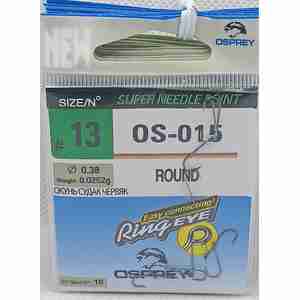 NEW
OSPREY
SIZE/N°
SUPER NEEDLE POINT
# 13
OS-015
Ø 0.38
Weight: 0.0252g
ROUND
ОКУНЬ СУДАК ЧЕРВЯК
Easy connecting!
Ring EYE
OSPREY
10